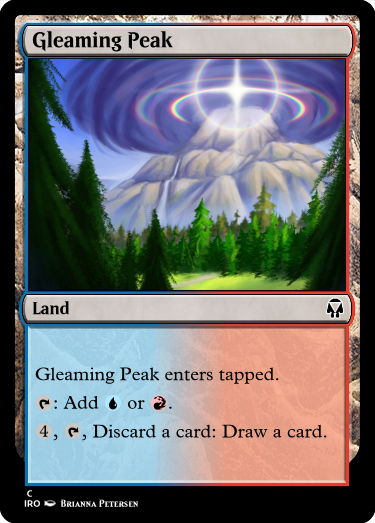 Gleaming Peak
Land
Gleaming Peak enters tapped.
: Add or .
4, , Discard a card: Draw a card.
C
IRO Brianna Petersen